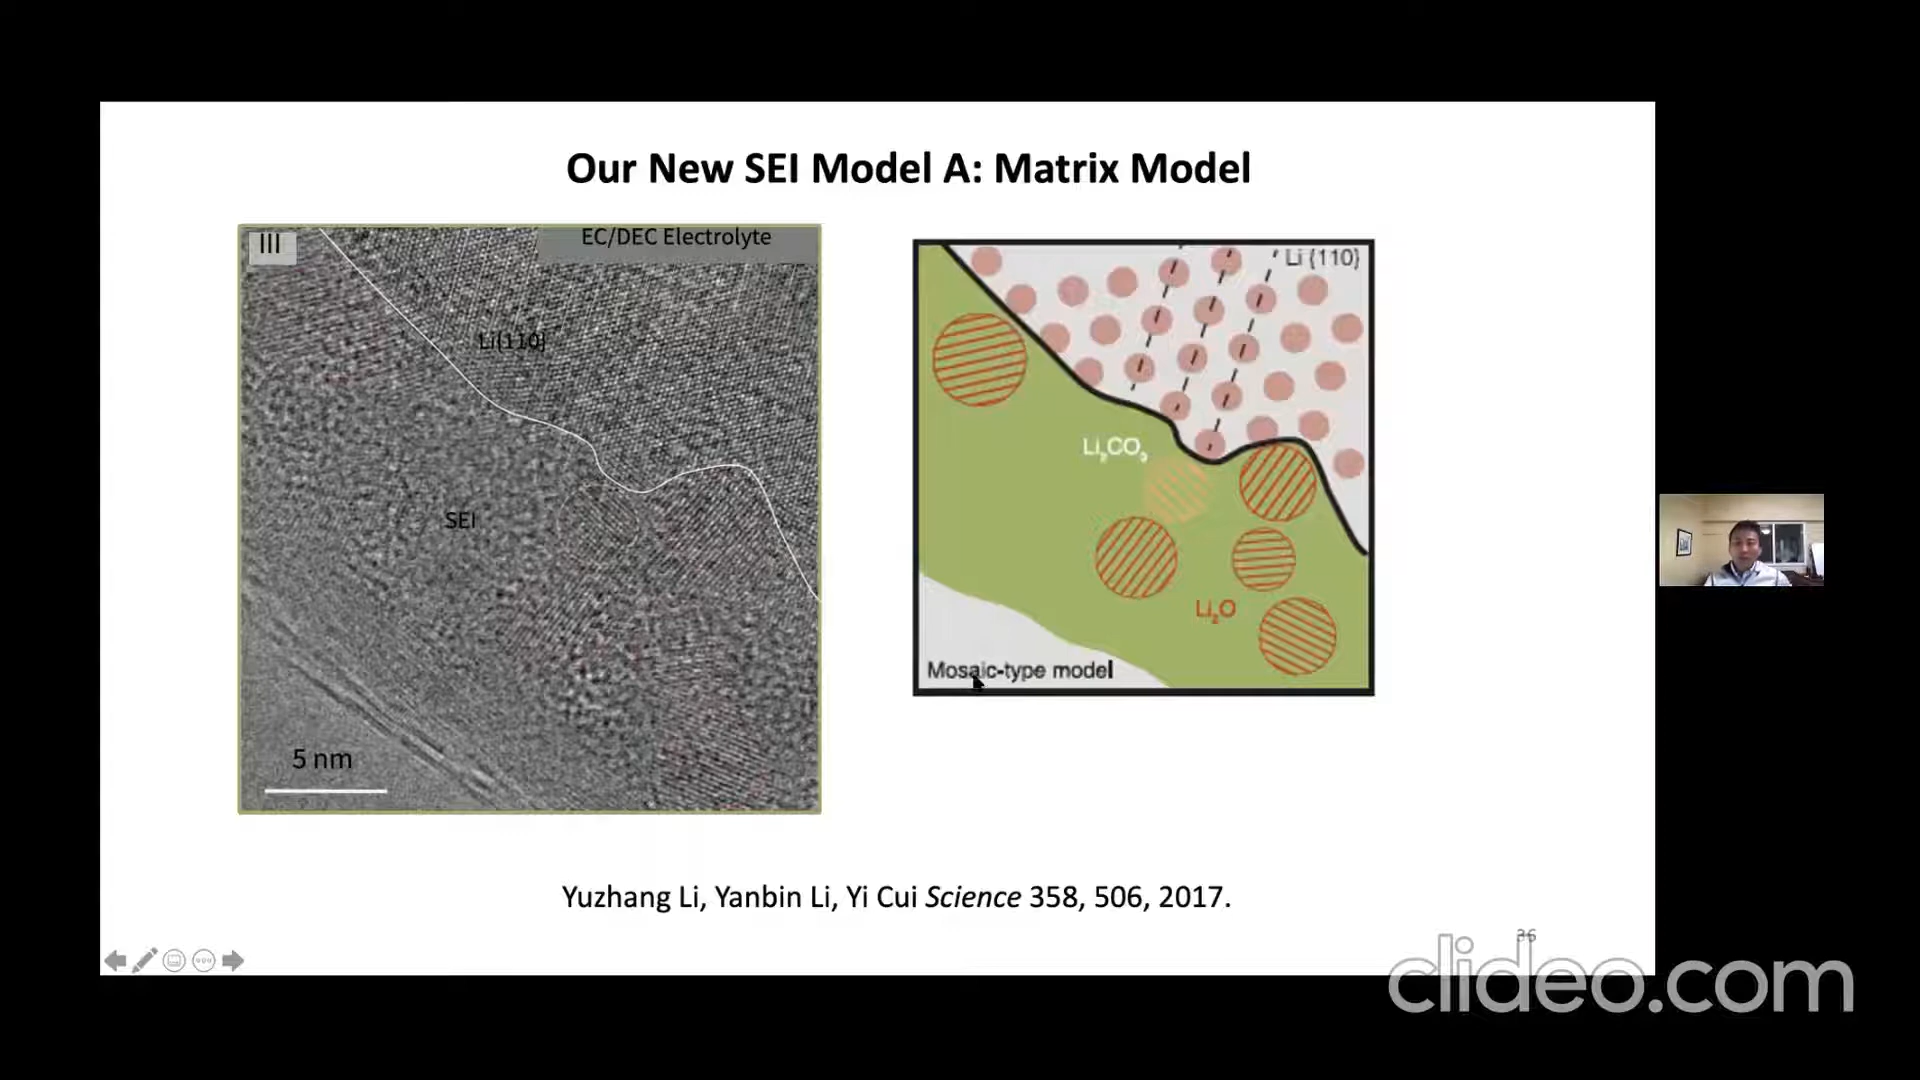 Our New SEI Model A: Matrix Model
III
EC/DEC Electrolyte
Li{110}
SEI
5 nm
Li {110}
Li₂CO₃
Li₂O
Mosaic-type model
Yuzhang Li, Yanbin Li, Yi Cui Science 358, 506, 2017.
36
clideo.com